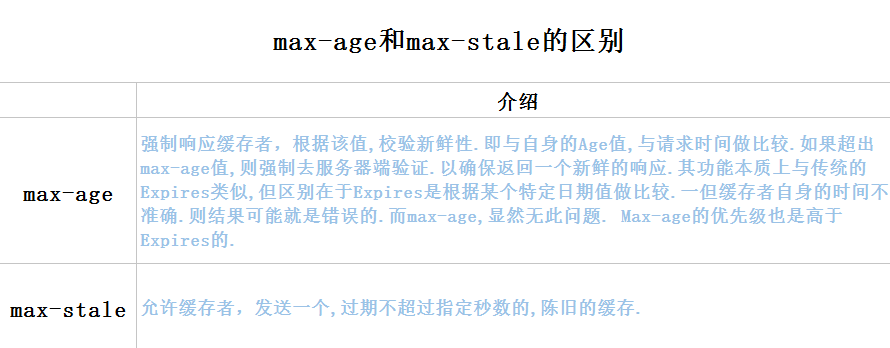 max-age和max-stale的区别
介绍
max-age
强制响应缓存者，根据该值,校验新鲜性.即与自身的Age值,与请求时间做比较.如果超出
max-age值,则强制去服务器端验证.以确保返回一个新鲜的响应.其功能本质上与传统的
Expires类似,但区别在于Expires是根据某个特定日期值做比较.一但缓存者自身的时间不
准确.则结果可能就是错误的.而max-age,显然无此问题. Max-age的优先级也是高于
Expires的.
max-stale
允许缓存者，发送一个,过期不超过指定秒数的,陈旧的缓存.